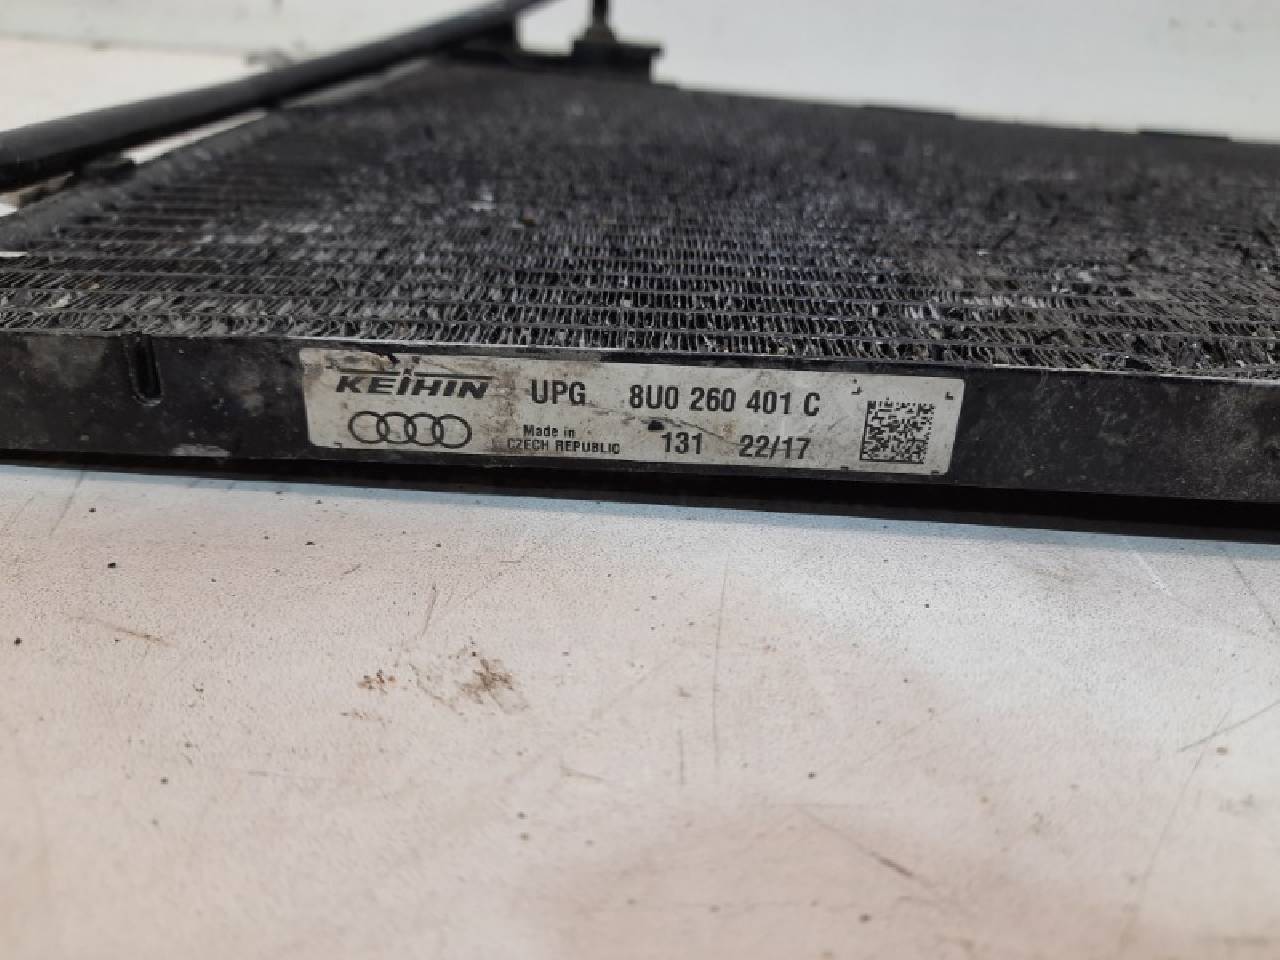 KEIHIN UPG 8U0 260 401 C
Made in
CZECH REPUBLIC 131 22/17